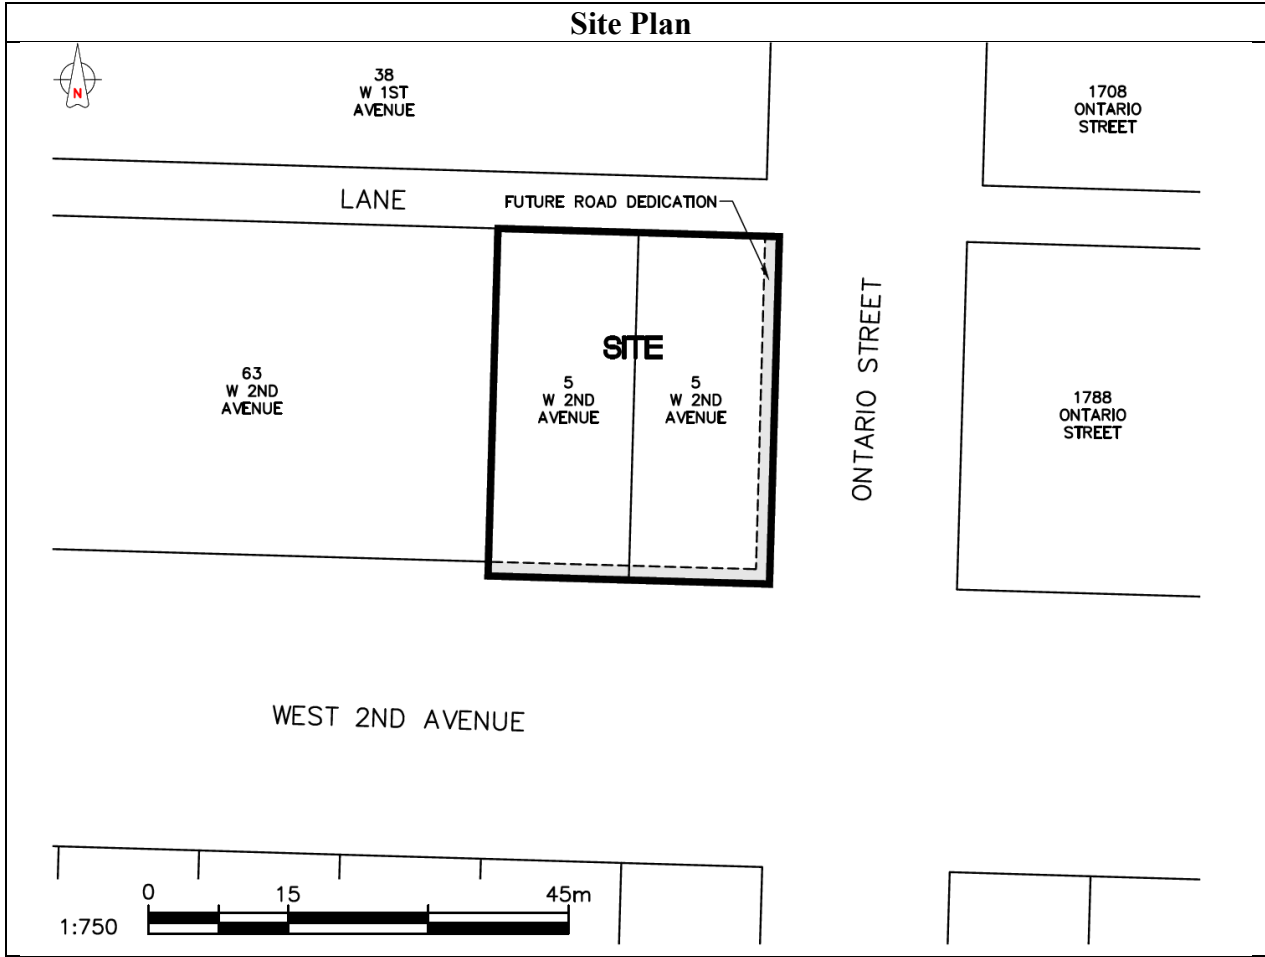 Site Plan
N
38
W 1ST
AVENUE
1708
ONTARIO
STREET
LANE
FUTURE ROAD DEDICATION
ONTARIO STREET
SITE
63
W 2ND
AVENUE
5
W 2ND
AVENUE
5
W 2ND
AVENUE
1788
ONTARIO
STREET
WEST 2ND AVENUE
0 15 45m
1:750